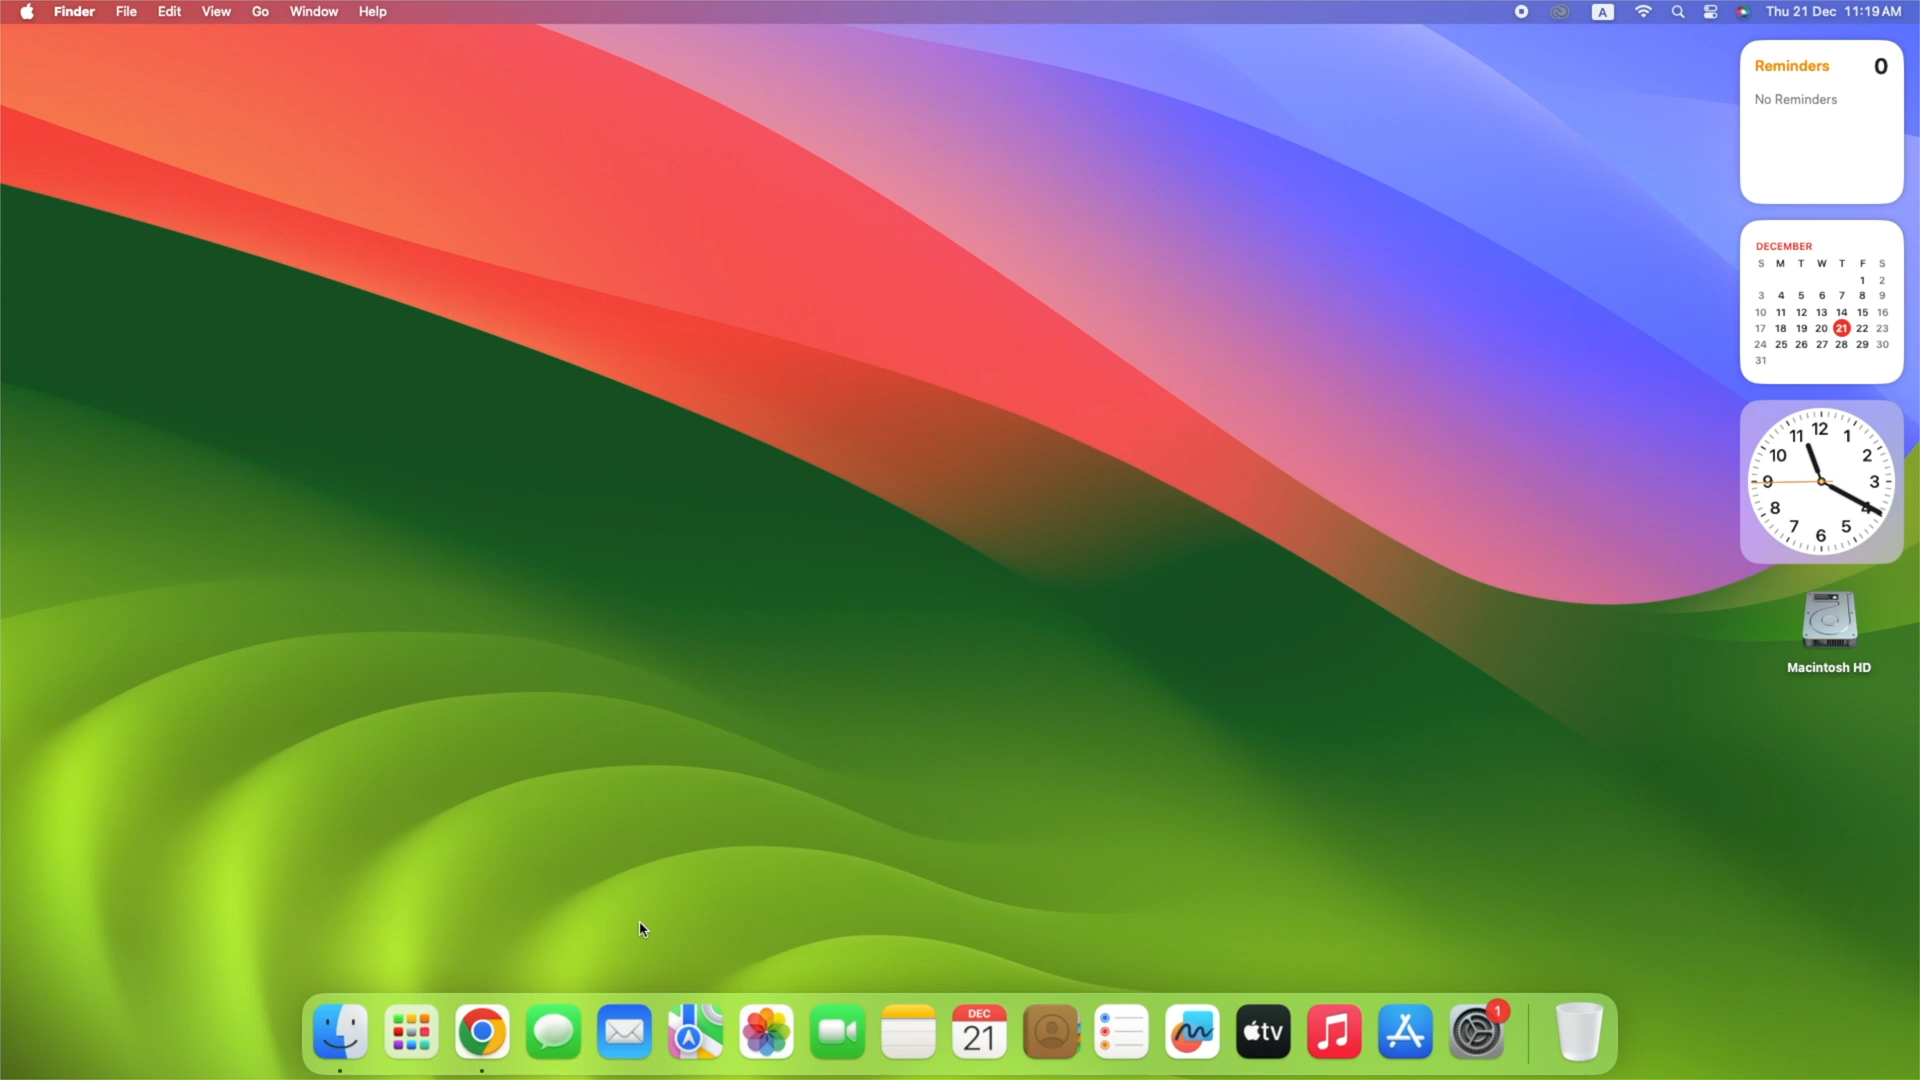 Finder File Edit View Go Window Help
A Thu 21 Dec 11:19 AM
Reminders 0
No Reminders
DECEMBER
S M T W T F S
1 2
3 4 5 6 7 8 9
10 11 12 13 14 15 16
17 18 19 20 21 22 23
24 25 26 27 28 29 30
31
12
11 1
10 2
9 3
8 4
7 5
6
Macintosh HD
DEC
21
tv
1